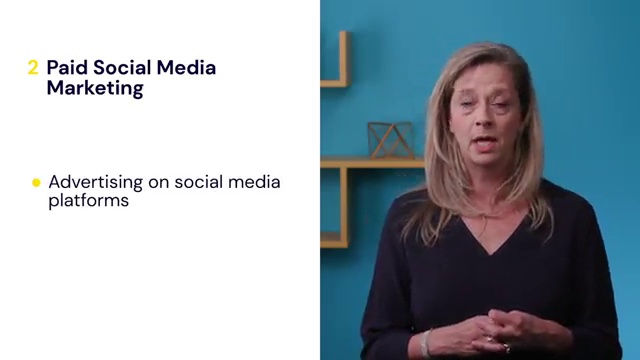 2 Paid Social Media
Marketing
Advertising on social media
platforms